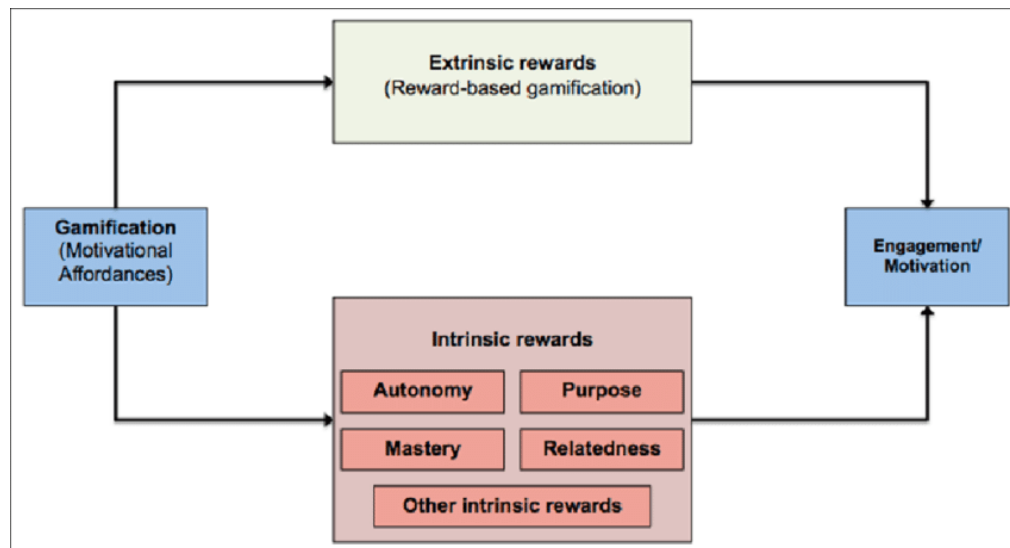 Extrinsic rewards
(Reward-based gamification)
Gamification
(Motivational
Affordances)
Engagement/
Motivation
Intrinsic rewards
Autonomy
Purpose
Mastery
Relatedness
Other intrinsic rewards